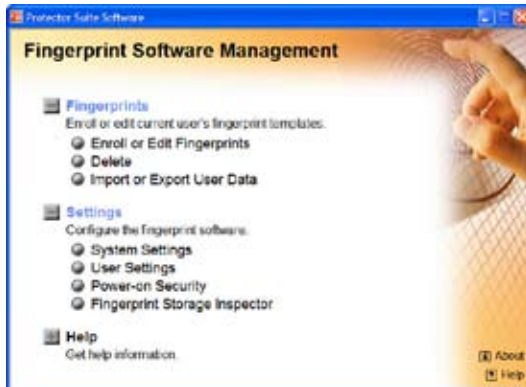 Protector Suite Software
Fingerprint Software Management
Fingerprints
Enroll or edit current user's fingerprint templates.
Enroll or Edit Fingerprints
Delete
Import or Export User Data
Settings
Configure the fingerprint software.
System Settings
User Settings
Power-on Security
Fingerprint Storage Inspector
Help
Get help information.
About
Help